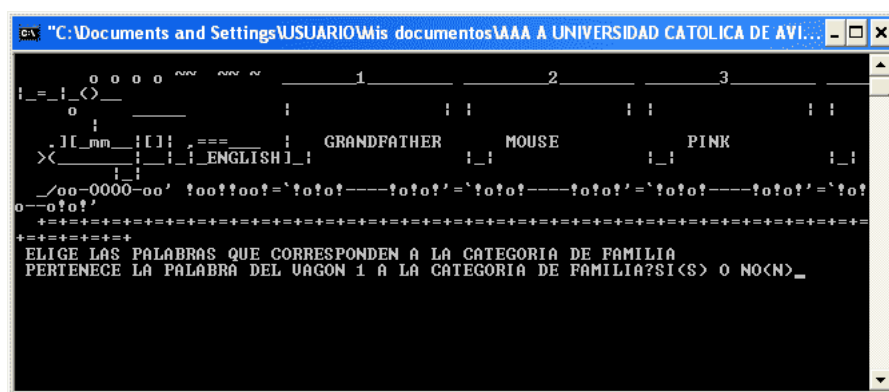 "C:\Documents and Settings\USUARIO\Mis documentos\AAA A UNIVERSIDAD CATOLICA DE AVI...
1 2 3
GRANDFATHER MOUSE PINK
ENGLISH
ELIGE LAS PALABRAS QUE CORRESPONDEN A LA CATEGORIA DE FAMILIA
PERTENECE LA PALABRA DEL VAGON 1 A LA CATEGORIA DE FAMILIA?SI(S) O NO(N)_